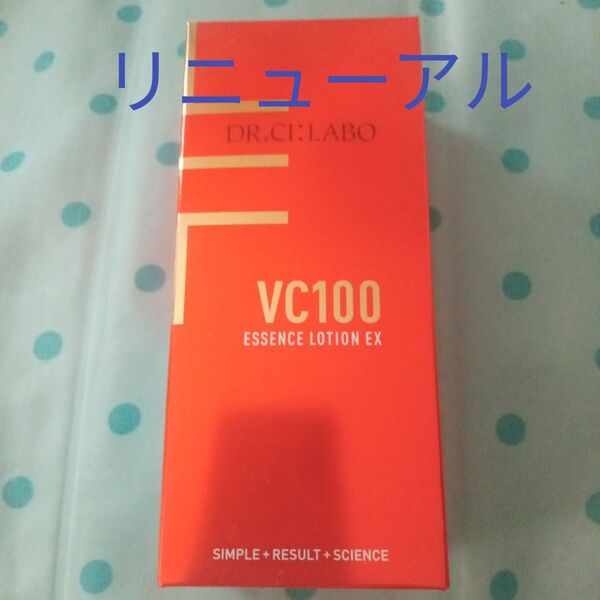 リニューアル
DR.CI:LABO
VC100
ESSENCE LOTION EX
SIMPLE+RESULT+SCIENCE